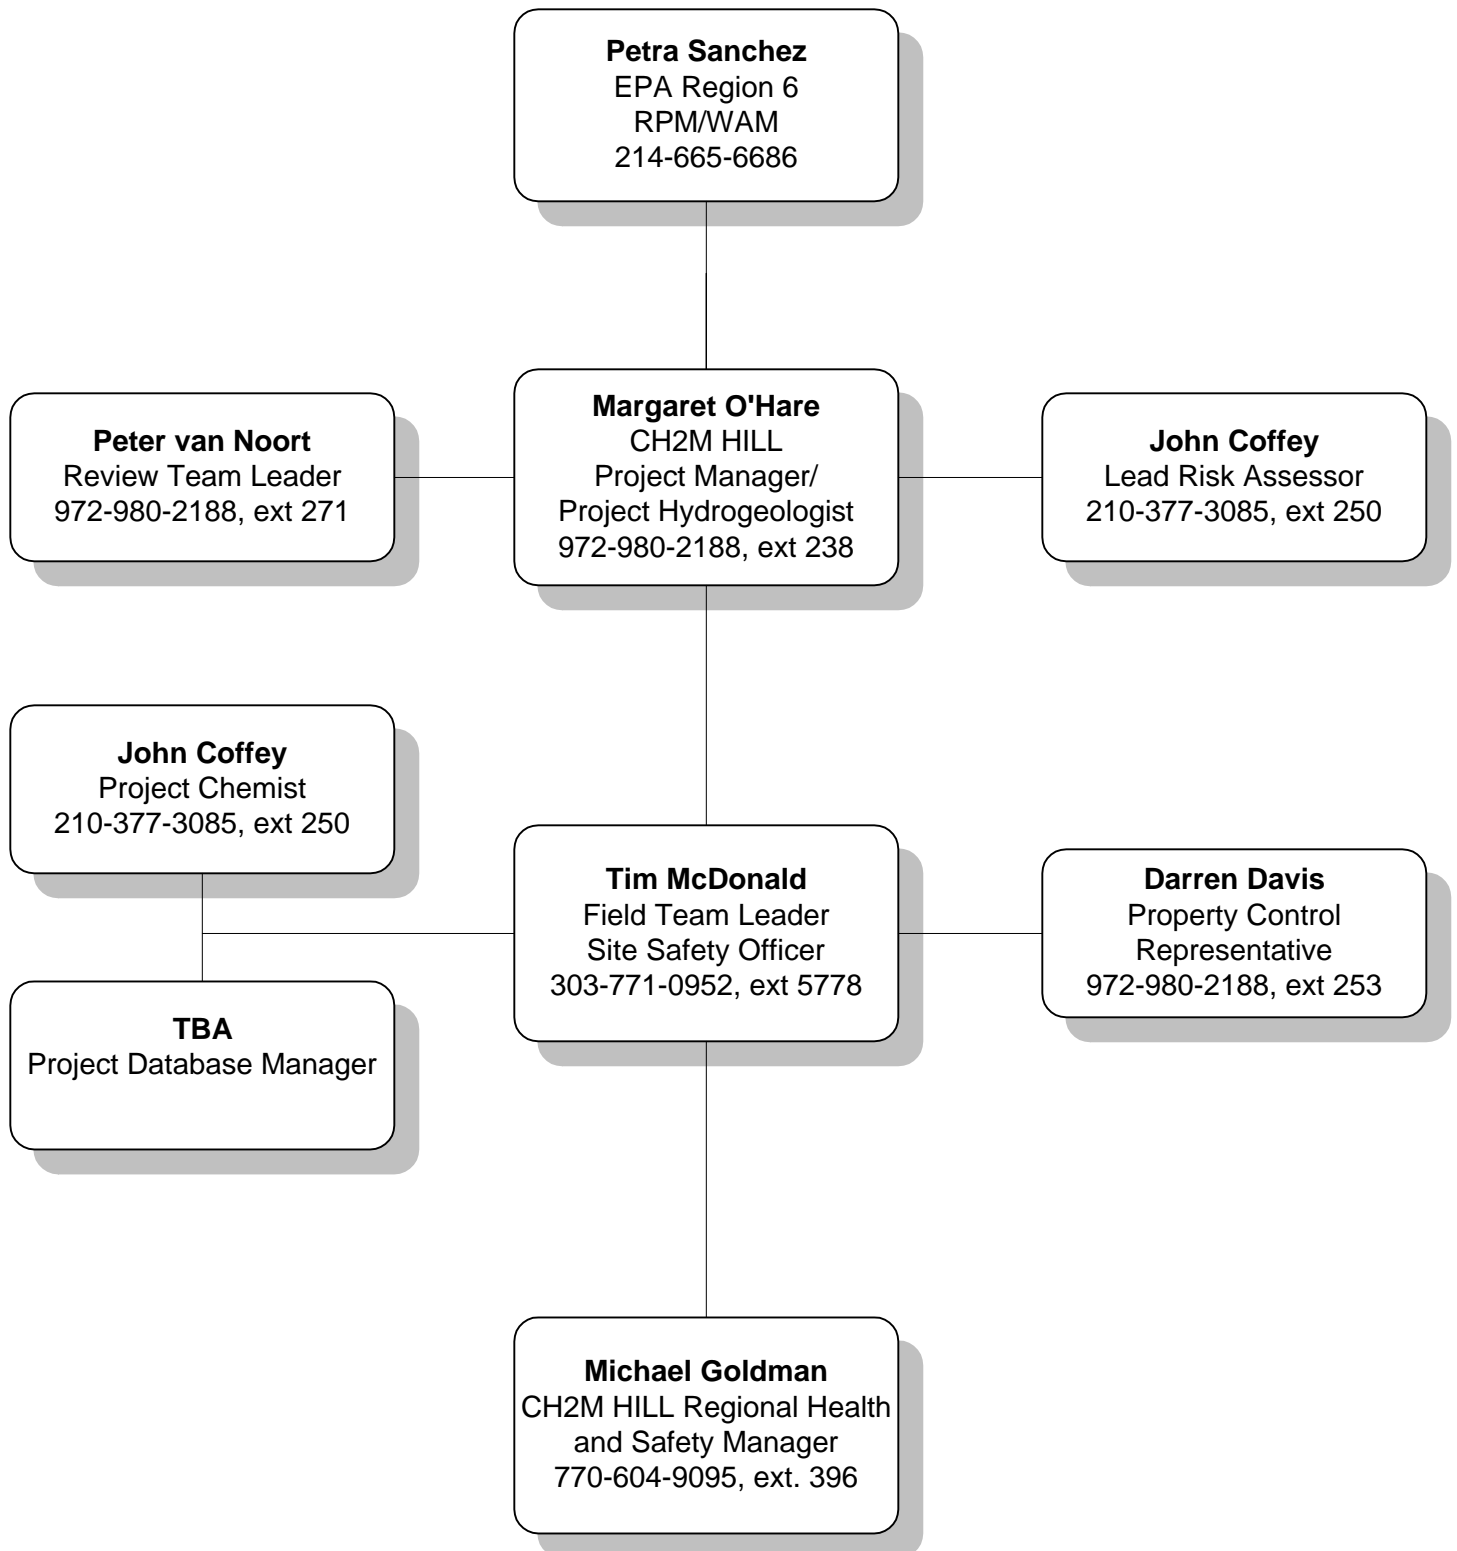 Petra Sanchez
EPA Region 6
RPM/WAM
214-665-6686
Peter van Noort
Review Team Leader
972-980-2188, ext 271
Margaret O'Hare
CH2M HILL
Project Manager/
Project Hydrogeologist
972-980-2188, ext 238
John Coffey
Lead Risk Assessor
210-377-3085, ext 250
John Coffey
Project Chemist
210-377-3085, ext 250
Tim McDonald
Field Team Leader
Site Safety Officer
303-771-0952, ext 5778
Darren Davis
Property Control
Representative
972-980-2188, ext 253
TBA
Project Database Manager
Michael Goldman
CH2M HILL Regional Health
and Safety Manager
770-604-9095, ext. 396